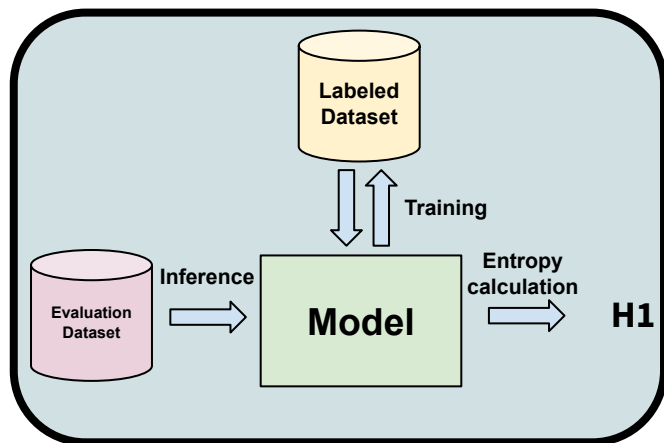 Labeled
Dataset
Training
Inference
Entropy
calculation
Evaluation
Dataset
Model
H1